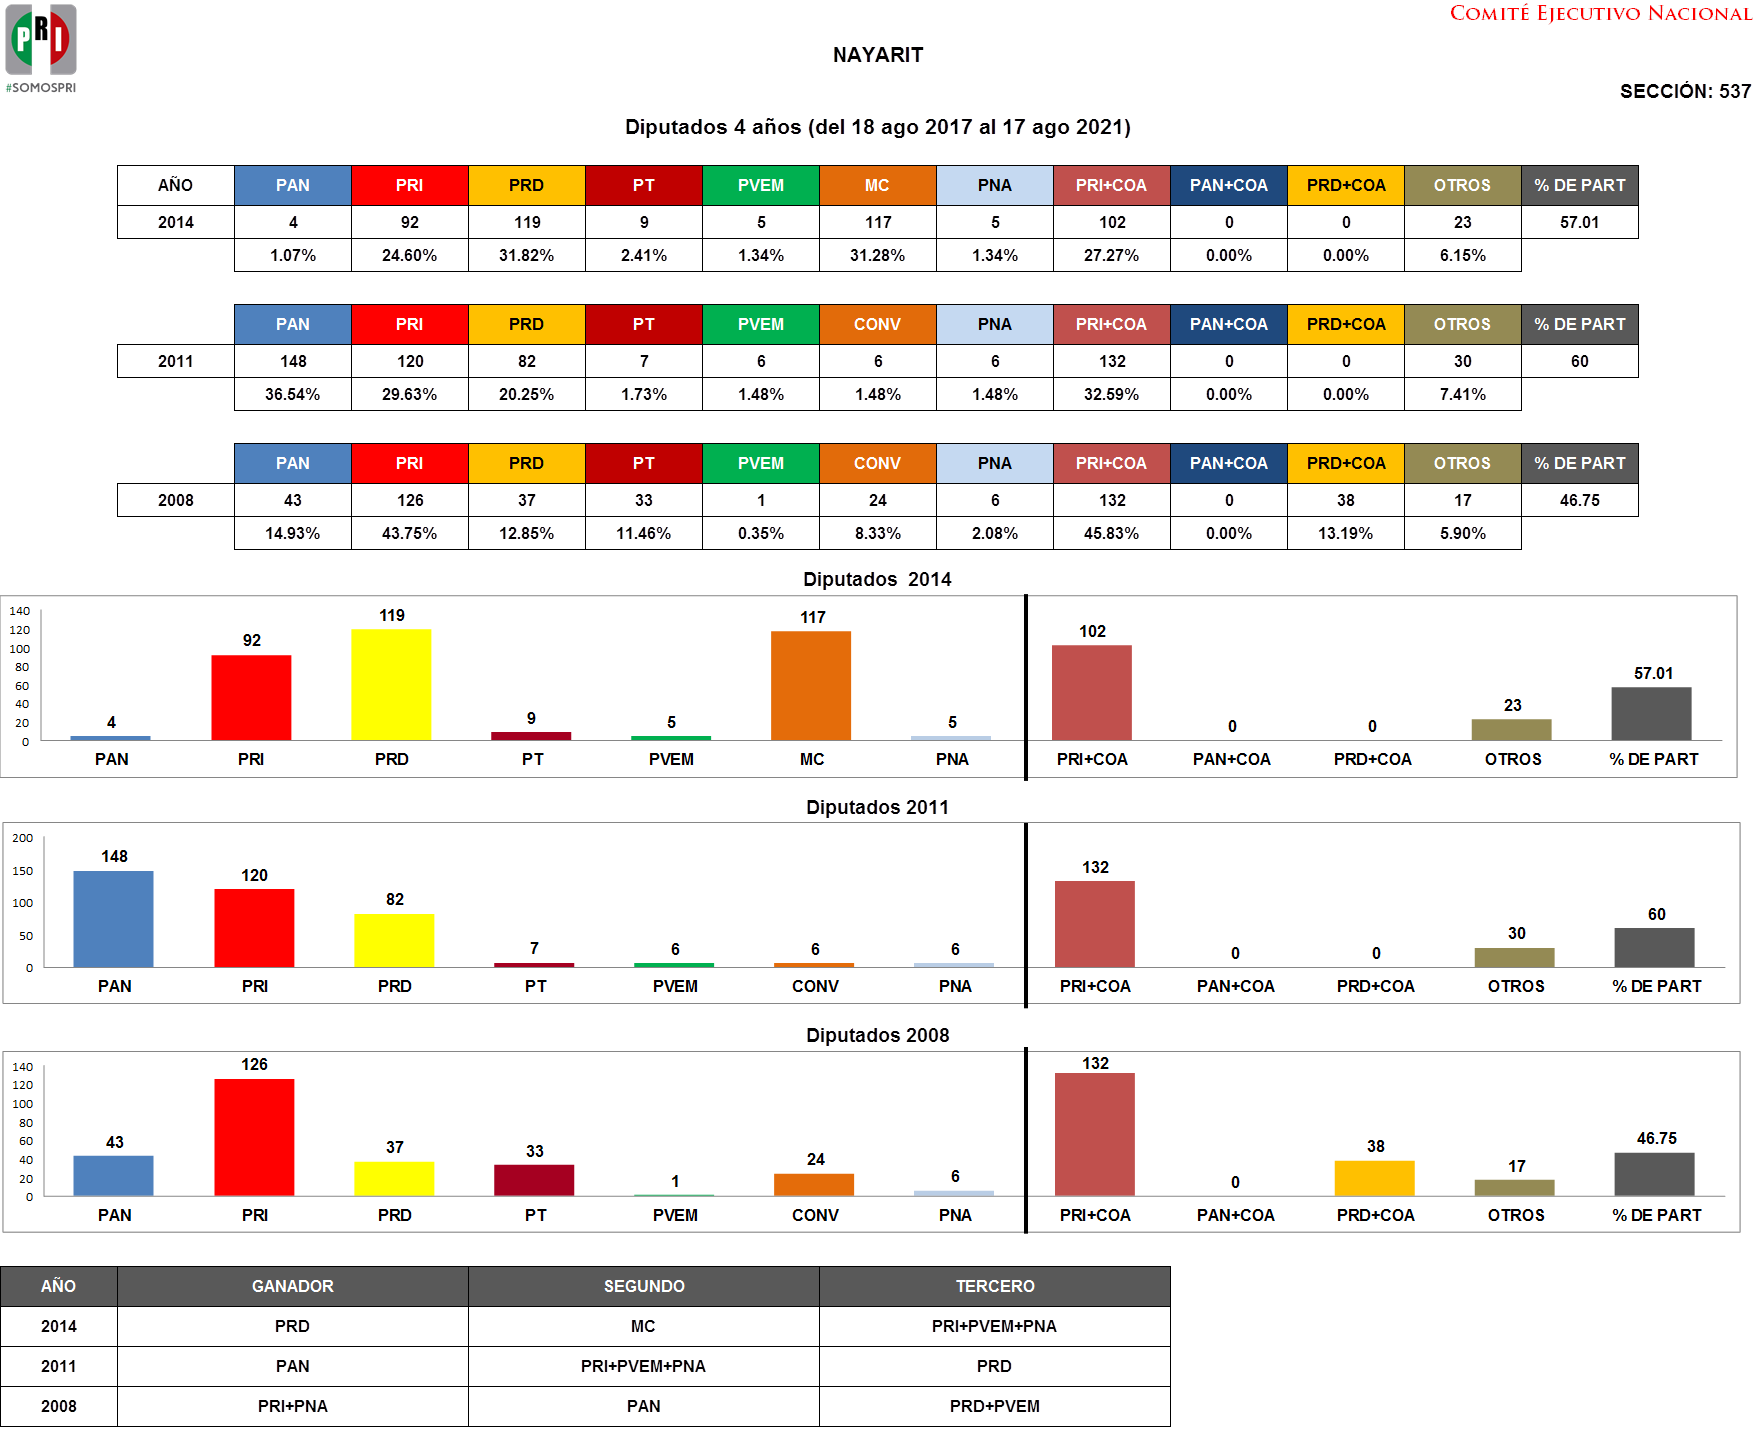 COMITÉ EJECUTIVO NACIONAL
PRI
#SOMOSPRI
NAYARIT
SECCIÓN: 537
Diputados 4 años (del 18 ago 2017 al 17 ago 2021)
AÑO PAN PRI PRD PT PVEM MC PNA PRI+COA PAN+COA PRD+COA OTROS % DE PART
2014 4 92 119 9 5 117 5 102 0 0 23 57.01
1.07% 24.60% 31.82% 2.41% 1.34% 31.28% 1.34% 27.27% 0.00% 0.00% 6.15%
PAN PRI PRD PT PVEM CONV PNA PRI+COA PAN+COA PRD+COA OTROS % DE PART
2011 148 120 82 7 6 6 6 132 0 0 30 60
36.54% 29.63% 20.25% 1.73% 1.48% 1.48% 1.48% 32.59% 0.00% 0.00% 7.41%
PAN PRI PRD PT PVEM CONV PNA PRI+COA PAN+COA PRD+COA OTROS % DE PART
2008 43 126 37 33 1 24 6 132 0 38 17 46.75
14.93% 43.75% 12.85% 11.46% 0.35% 8.33% 2.08% 45.83% 0.00% 13.19% 5.90%
Diputados 2014
140
120
100
80
60
40
20
0
4 92 119 9 5 117 5 102 0 0 23 57.01
PAN PRI PRD PT PVEM MC PNA PRI+COA PAN+COA PRD+COA OTROS % DE PART
Diputados 2011
200
150
100
50
0
148 120 82 7 6 6 6 132 0 0 30 60
PAN PRI PRD PT PVEM CONV PNA PRI+COA PAN+COA PRD+COA OTROS % DE PART
Diputados 2008
140
120
100
80
60
40
20
0
43 126 37 33 1 24 6 132 0 38 17 46.75
PAN PRI PRD PT PVEM CONV PNA PRI+COA PAN+COA PRD+COA OTROS % DE PART
AÑO GANADOR SEGUNDO TERCERO
2014 PRD MC PRI+PVEM+PNA
2011 PAN PRI+PVEM+PNA PRD
2008 PRI+PNA PAN PRD+PVEM